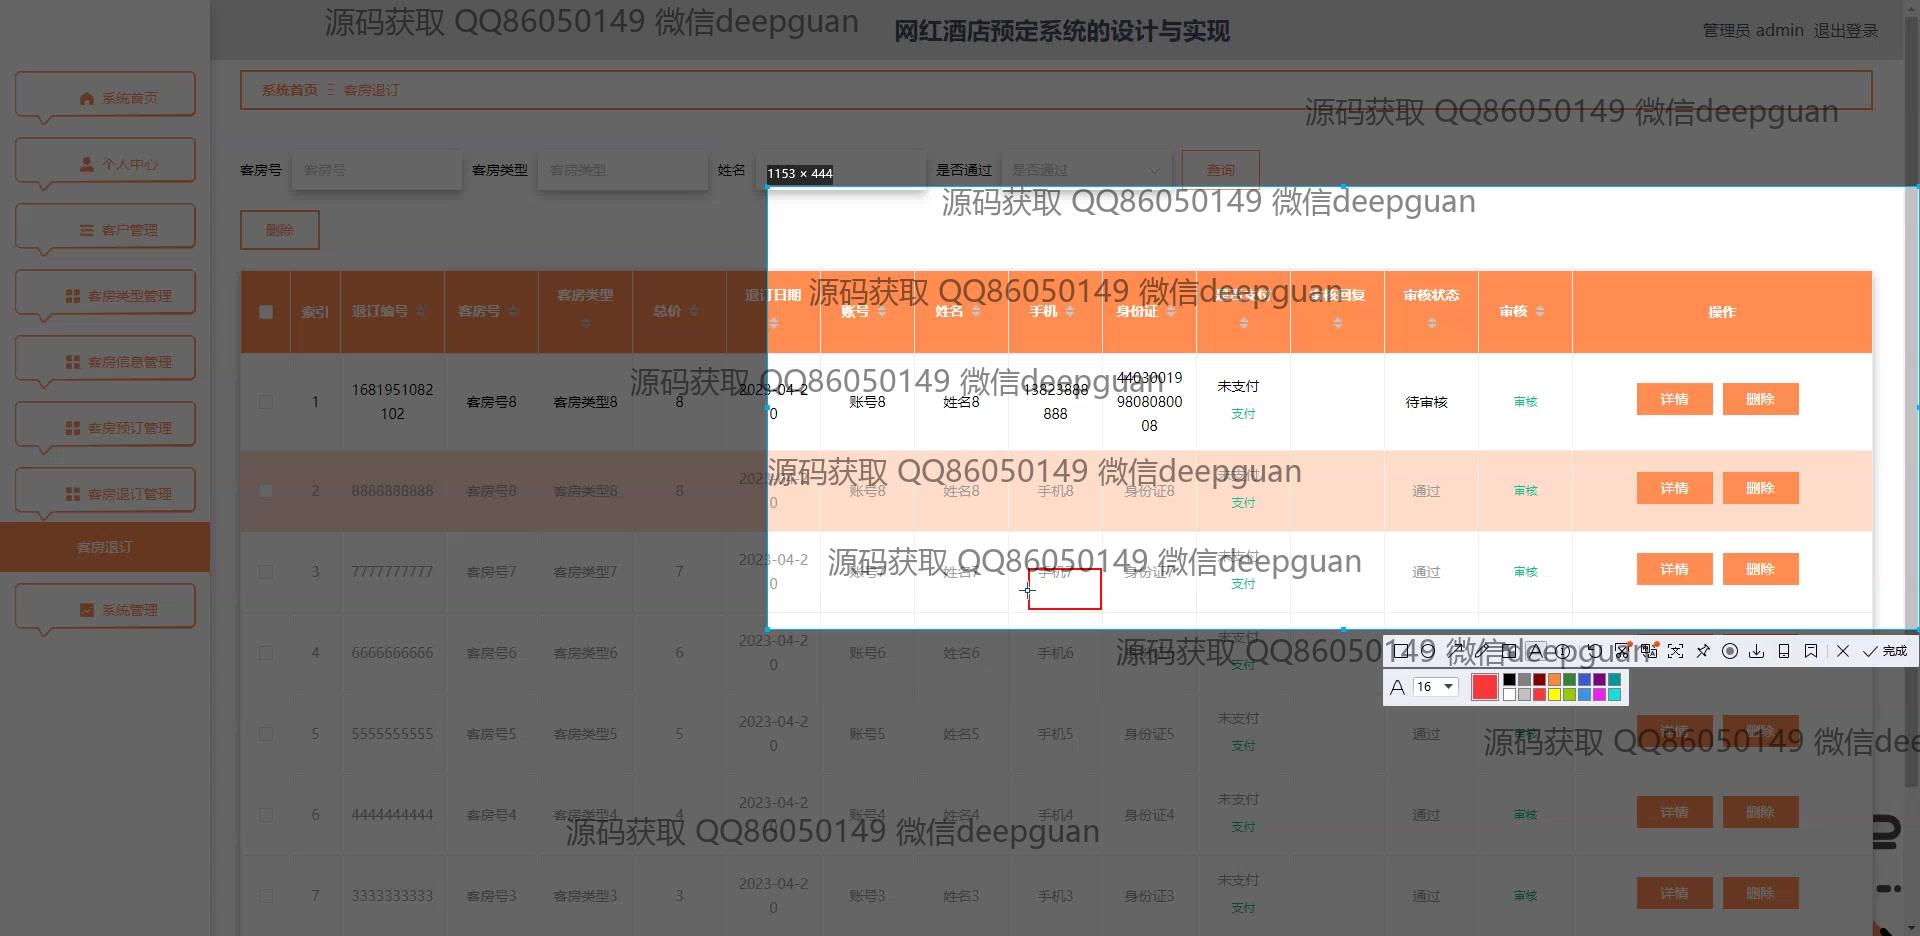 源码获取 QQ86050149 微信deepguan
网红酒店预定系统的设计与实现
管理员 admin 退出登录
系统首页
个人中心
客户管理
客房类型管理
客房信息管理
客房预订管理
客房退订管理
客房退订
系统管理
系统首页 客房退订
源码获取 QQ86050149 微信deepguan
客房号 客房号 客房类型 客房类型 姓名 是否通过 是否通过 查询
1153 × 444
源码获取 QQ86050149 微信deepguan
删除
源码获取 QQ86050149 微信deepguan
索引 退订编号 客房号 客房类型 总价 退订日期 账号 姓名 手机 身份证 是否支付 审核回复 审核状态 审核 操作
源码获取 QQ86050149 微信deepguan
1 1681951082102 客房号8 客房类型8 8 2023-04-20 账号8 姓名8 13823888888 440300199808080008 未支付 支付 待审核 审核 详情 删除
源码获取 QQ86050149 微信deepguan
2 8888888888 客房号8 客房类型8 8 2023-04-20 账号8 姓名8 手机8 身份证8 未支付 支付 通过 审核 详情 删除
源码获取 QQ86050149 微信deepguan
3 7777777777 客房号7 客房类型7 7 2023-04-20 账号7 姓名7 手机7 身份证7 未支付 支付 通过 审核 详情 删除
源码获取 QQ86050149 微信deepguan
4 6666666666 客房号6 客房类型6 6 2023-04-20 账号6 姓名6 手机6 未支付 支付
完成
A 16
5 5555555555 客房号5 客房类型5 5 2023-04-20 账号5 姓名5 手机5 身份证5 未支付 支付 通过 审核 详情 删除
源码获取 QQ86050149 微信dee
6 4444444444 客房号4 客房类型4 4 2023-04-20 账号4 姓名4 手机4 身份证4 未支付 支付 通过 审核 详情 删除
源码获取 QQ86050149 微信deepguan
7 3333333333 客房号3 客房类型3 3 2023-04-20 账号3 姓名3 手机3 身份证3 未支付 支付 通过 审核 详情 删除